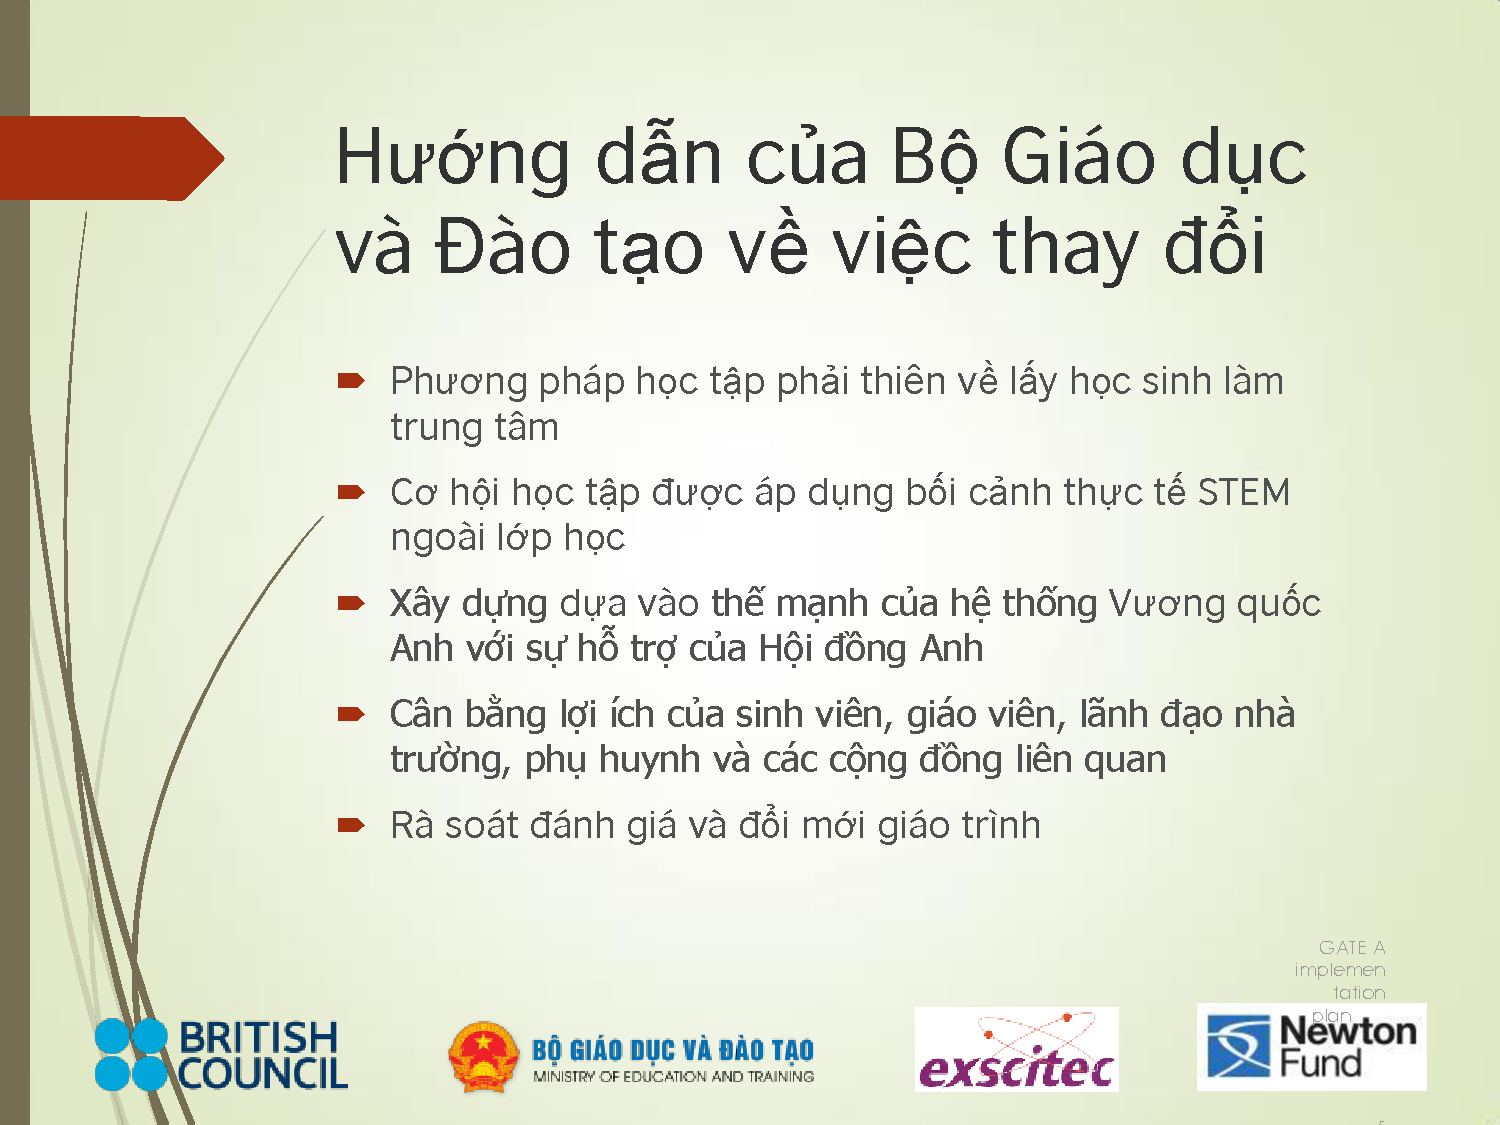 Hướng dẫn của Bộ Giáo dục
và Đào tạo về việc thay đổi
Phương pháp học tập phải thiên về lấy học sinh làm
trung tâm
Cơ hội học tập được áp dụng bối cảnh thực tế STEM
ngoài lớp học
Xây dựng dựa vào thế mạnh của hệ thống Vương quốc
Anh với sự hỗ trợ của Hội đồng Anh
Cân bằng lợi ích của sinh viên, giáo viên, lãnh đạo nhà
trường, phụ huynh và các cộng đồng liên quan
Rà soát đánh giá và đổi mới giáo trình
GATE A
implemen
tation
plan
BRITISH
COUNCIL
BỘ GIÁO DỤC VÀ ĐÀO TẠO
MINISTRY OF EDUCATION AND TRAINING
exscitec
Newton
Fund